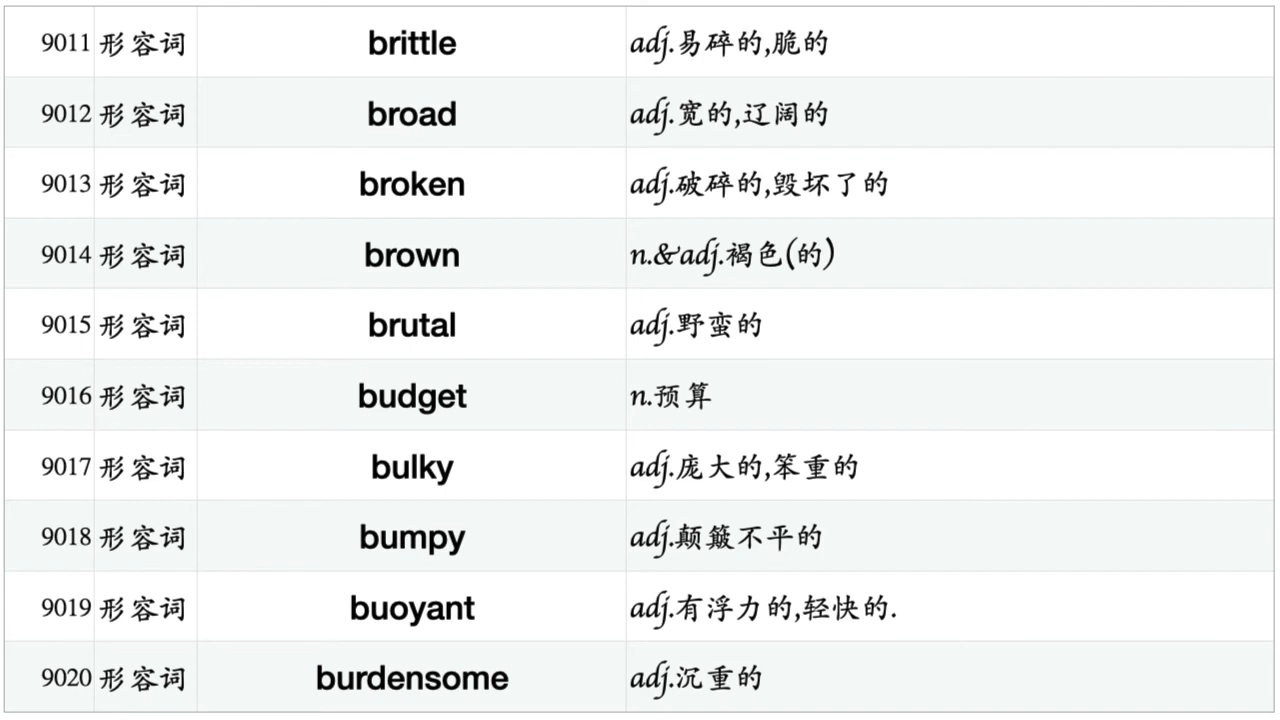 9011 形容词 brittle adj.易碎的,脆的
9012 形容词 broad adj.宽的,辽阔的
9013 形容词 broken adj.破碎的,毁坏了的
9014 形容词 brown n.&adj.褐色(的)
9015 形容词 brutal adj.野蛮的
9016 形容词 budget n.预算
9017 形容词 bulky adj.庞大的,笨重的
9018 形容词 bumpy adj.颠簸不平的
9019 形容词 buoyant adj.有浮力的,轻快的.
9020 形容词 burdensome adj.沉重的